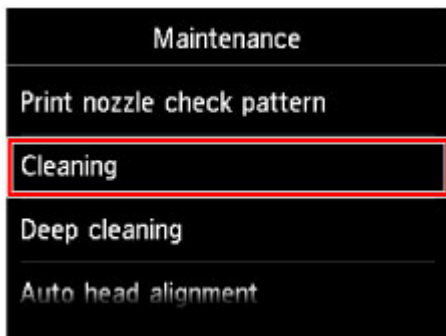 Maintenance
Print nozzle check pattern
Cleaning
Deep cleaning
Auto head alignment